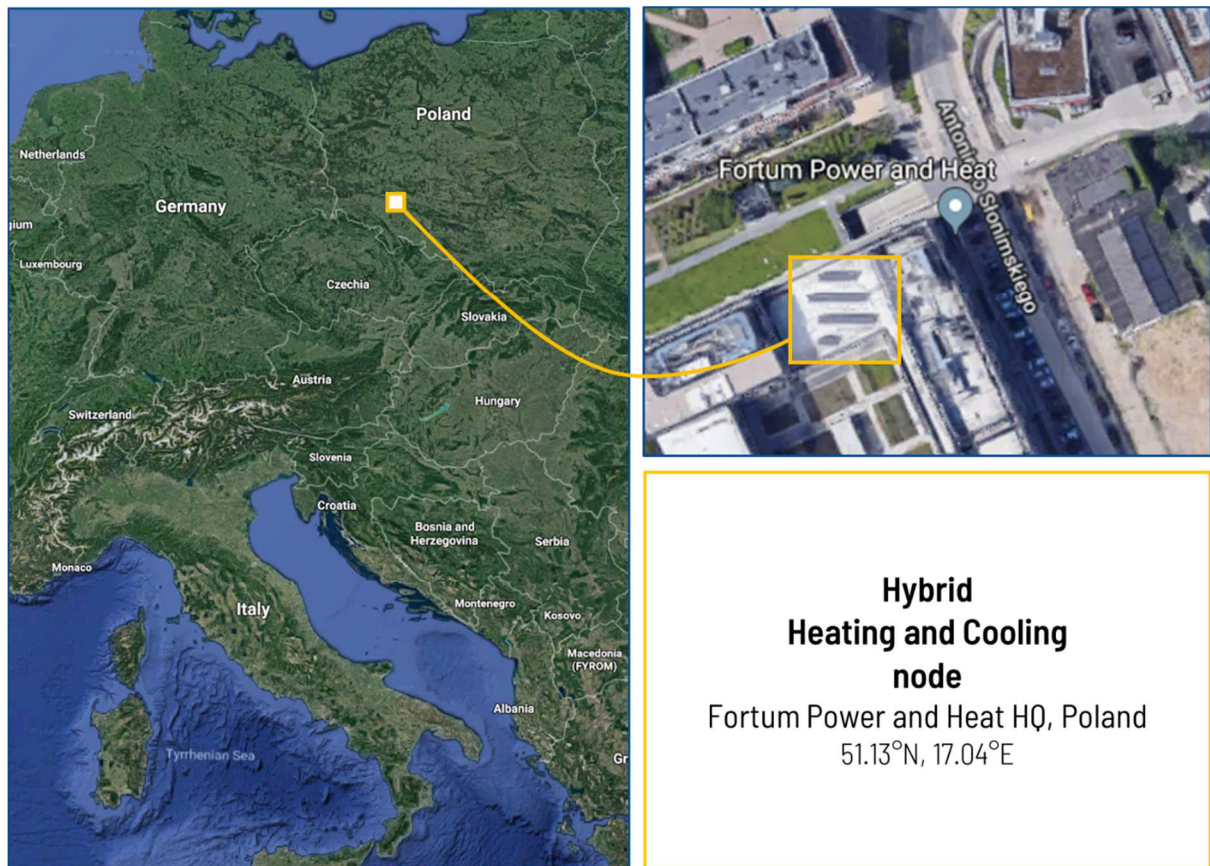 Poland
Netherlands
Germany
gium
Luxembourg
Czechia
Slovakia
Austria
Switzerland
Hungary
Slovenia
Croatia
Bosnia and
Herzegovina
Serbia
Monaco
Italy
Montenegro
Kosovo
Macedonia
(FYROM)
Albania
Tyrrhenian Sea
Gr
Fortum Power and Heat
Antoniego Słonimskiego
Hybrid
Heating and Cooling
node
Fortum Power and Heat HQ, Poland
51.13°N, 17.04°E